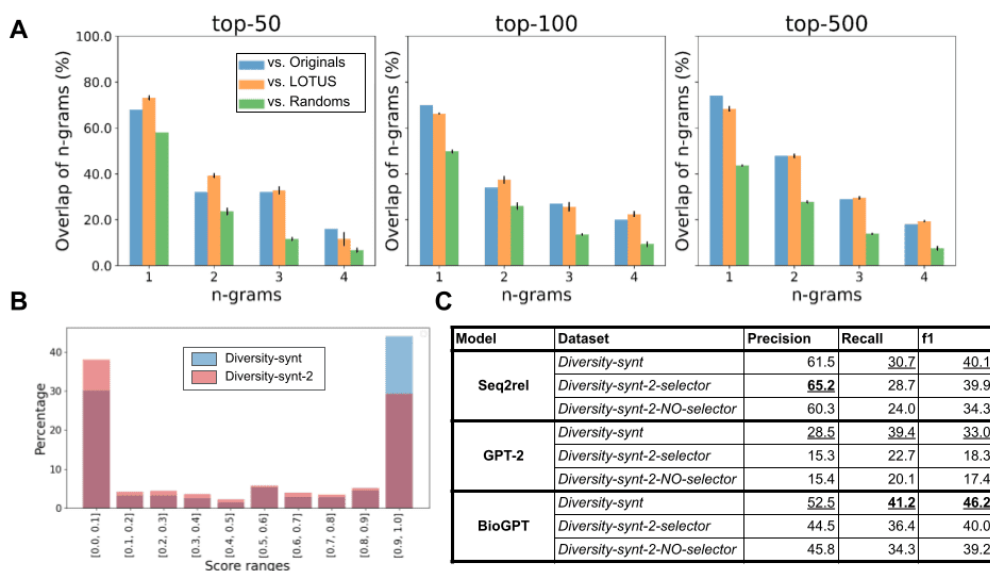 A
top-50
top-100
top-500
Overlap of n-grams (%)
100.0
80.0
60.0
40.0
20.0
0.0
vs. Originals
vs. LOTUS
vs. Randoms
1 2 3 4
n-grams
Overlap of n-grams (%)
1 2 3 4
n-grams
Overlap of n-grams (%)
1 2 3 4
n-grams
B
Percentage
40
30
20
10
0
Diversity-synt
Diversity-synt-2
[0.0, 0.1]
[0.1, 0.2]
[0.2, 0.3]
[0.3, 0.4]
[0.4, 0.5]
[0.5, 0.6]
[0.6, 0.7]
[0.7, 0.8]
[0.8, 0.9]
[0.9, 1.0]
Score ranges
C
Model Dataset Precision Recall f1
Seq2rel
Diversity-synt 61.5 30.7 40.1
Diversity-synt-2-selector 65.2 28.7 39.9
Diversity-synt-2-NO-selector 60.3 24.0 34.3
GPT-2
Diversity-synt 28.5 39.4 33.0
Diversity-synt-2-selector 15.3 22.7 18.3
Diversity-synt-2-NO-selector 15.4 20.1 17.4
BioGPT
Diversity-synt 52.5 41.2 46.2
Diversity-synt-2-selector 44.5 36.4 40.0
Diversity-synt-2-NO-selector 45.8 34.3 39.2